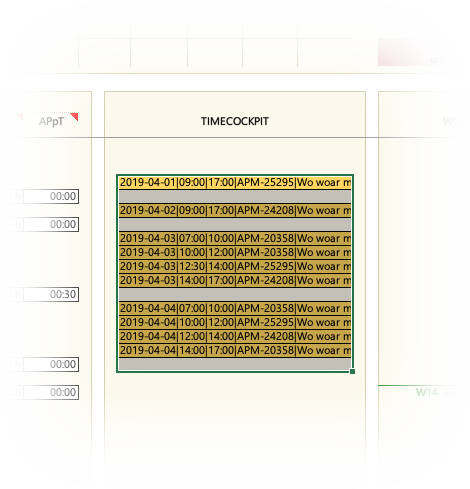 APpT
TIMECOCKPIT
2019-04-01|09:00|17:00|APM-25295|Wo woar m
00:00
2019-04-02|09:00|17:00|APM-24208|Wo woar m
00:00
2019-04-03|07:00|10:00|APM-20358|Wo woar m
2019-04-03|10:00|12:00|APM-20358|Wo woar m
2019-04-03|12:30|14:00|APM-25295|Wo woar m
2019-04-03|14:00|17:00|APM-24208|Wo woar m
00:30
2019-04-04|07:00|10:00|APM-20358|Wo woar m
2019-04-04|10:00|12:00|APM-25295|Wo woar m
2019-04-04|12:00|14:00|APM-24208|Wo woar m
2019-04-04|14:00|17:00|APM-20358|Wo woar m
00:00
00:00
W14